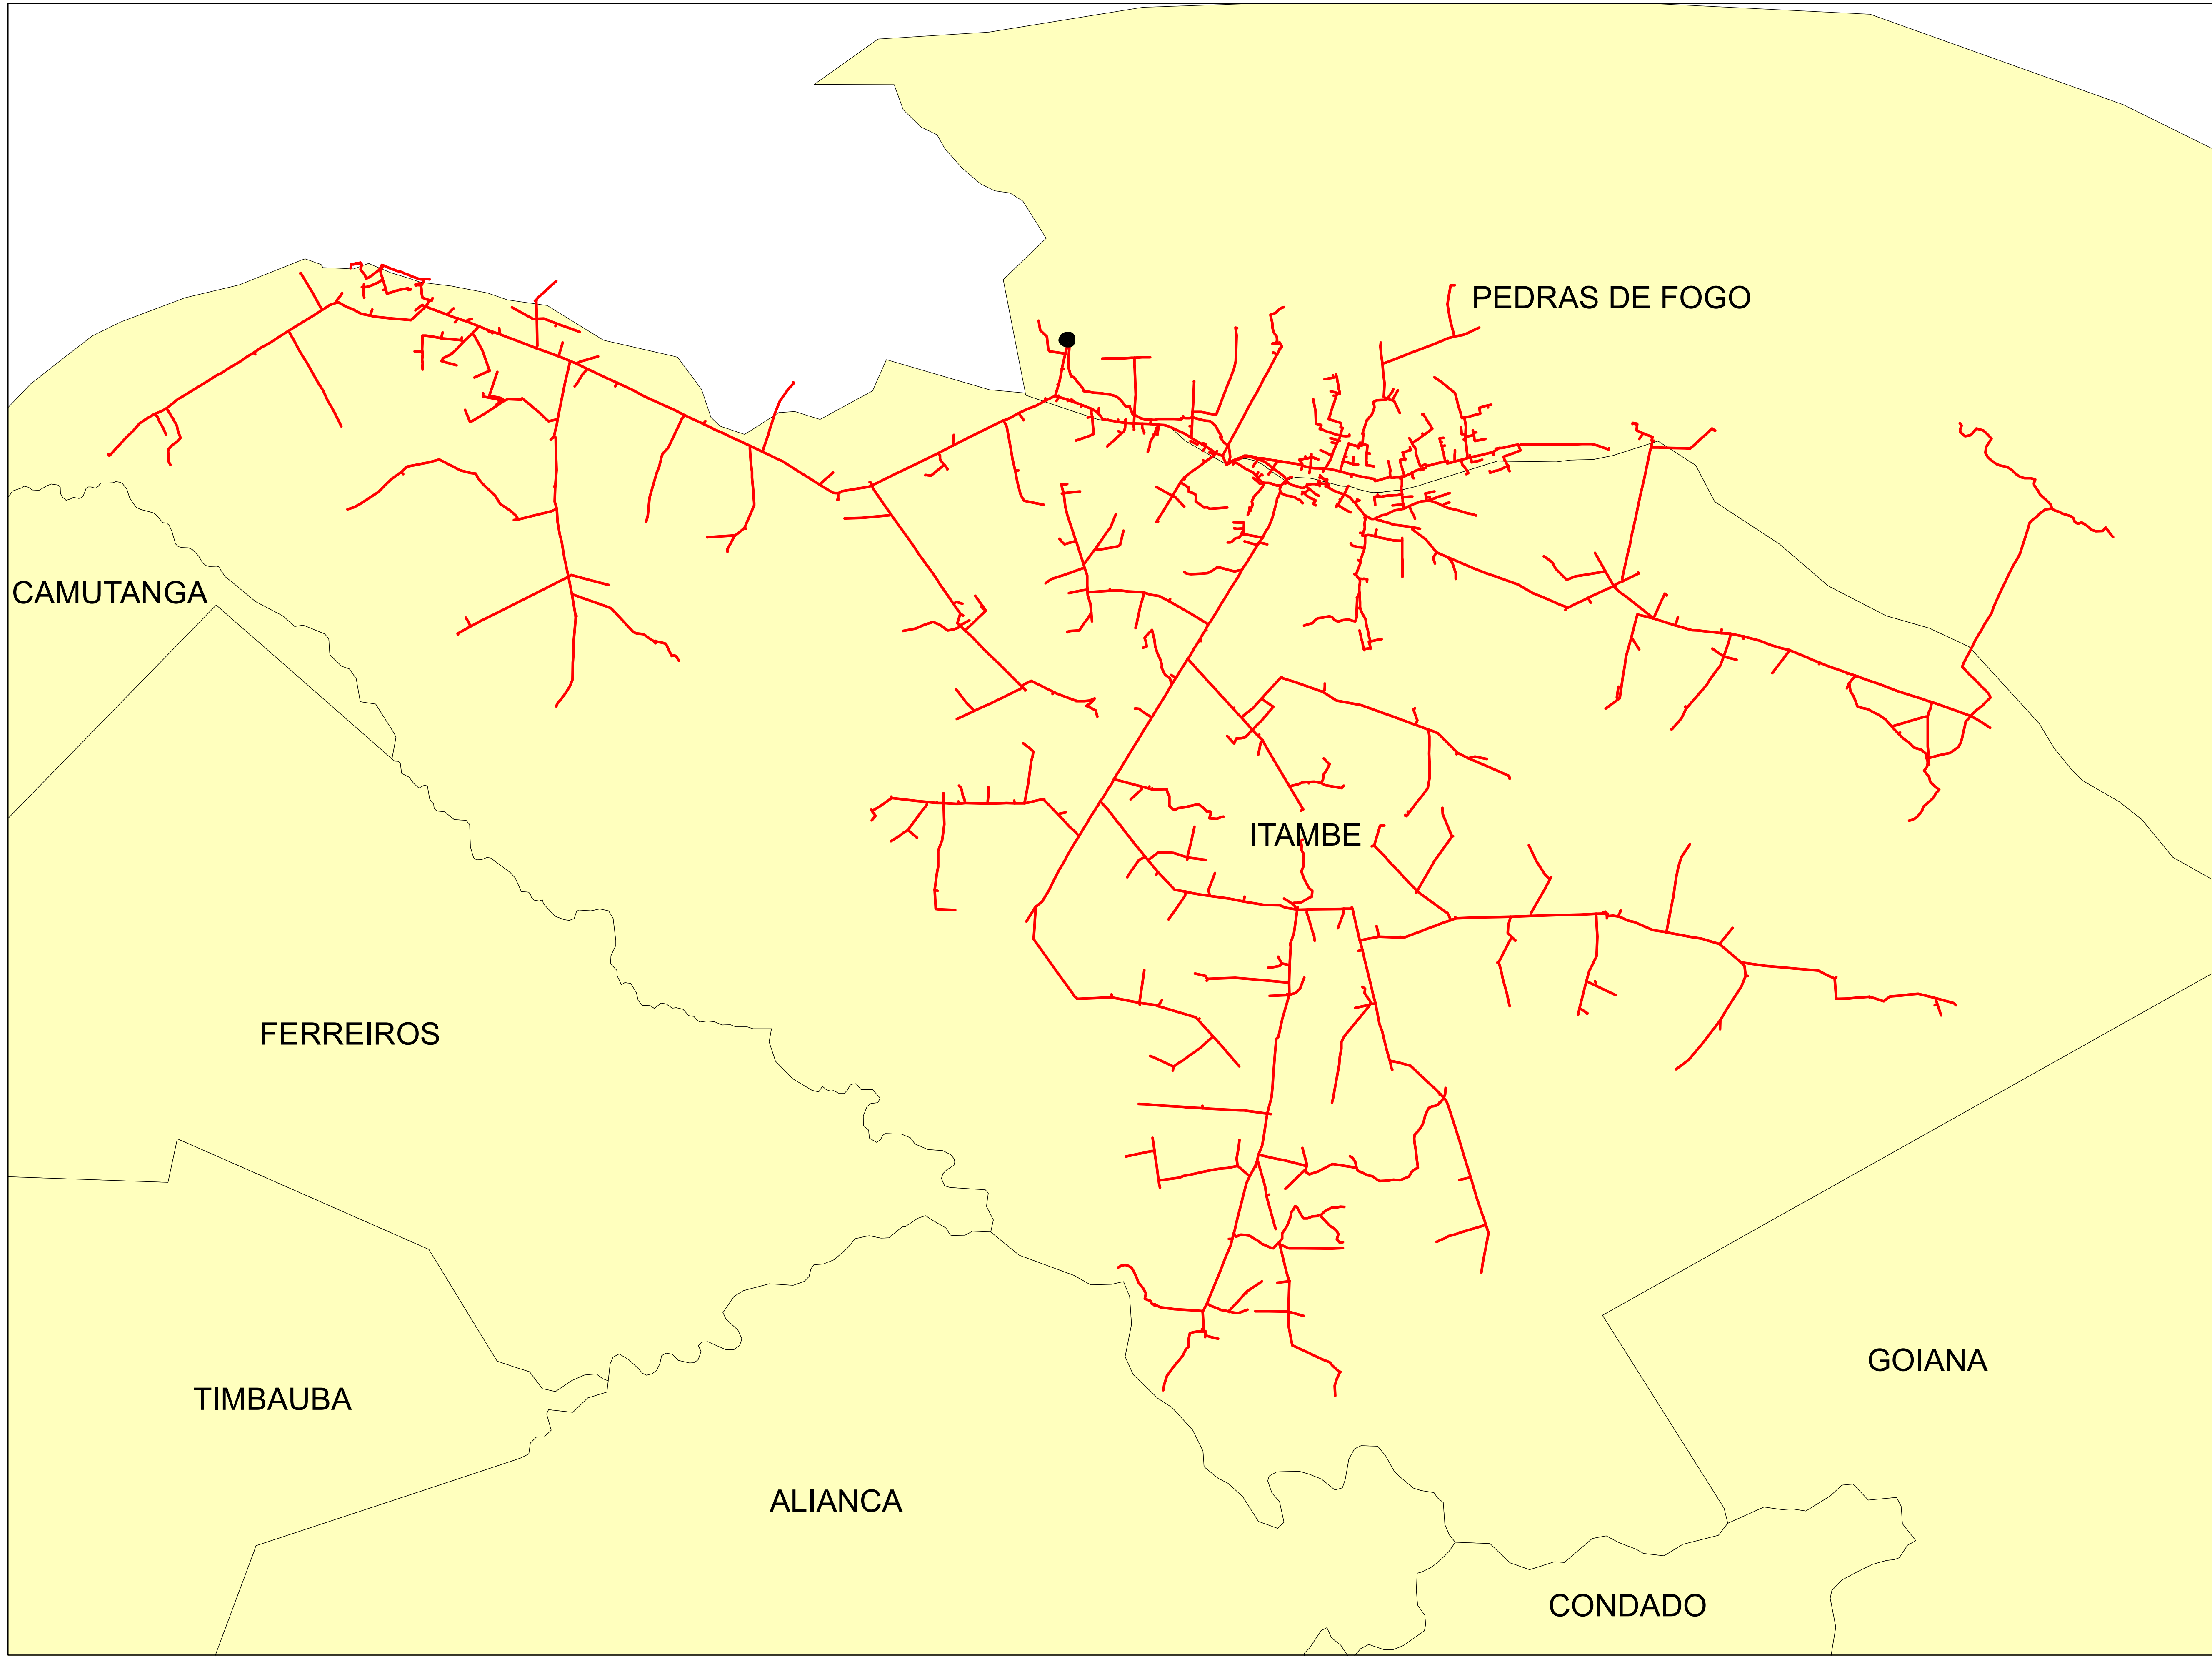 PEDRAS DE FOGO
CAMUTANGA
ITAMBE
FERREIROS
GOIANA
TIMBAUBA
ALIANCA
CONDADO